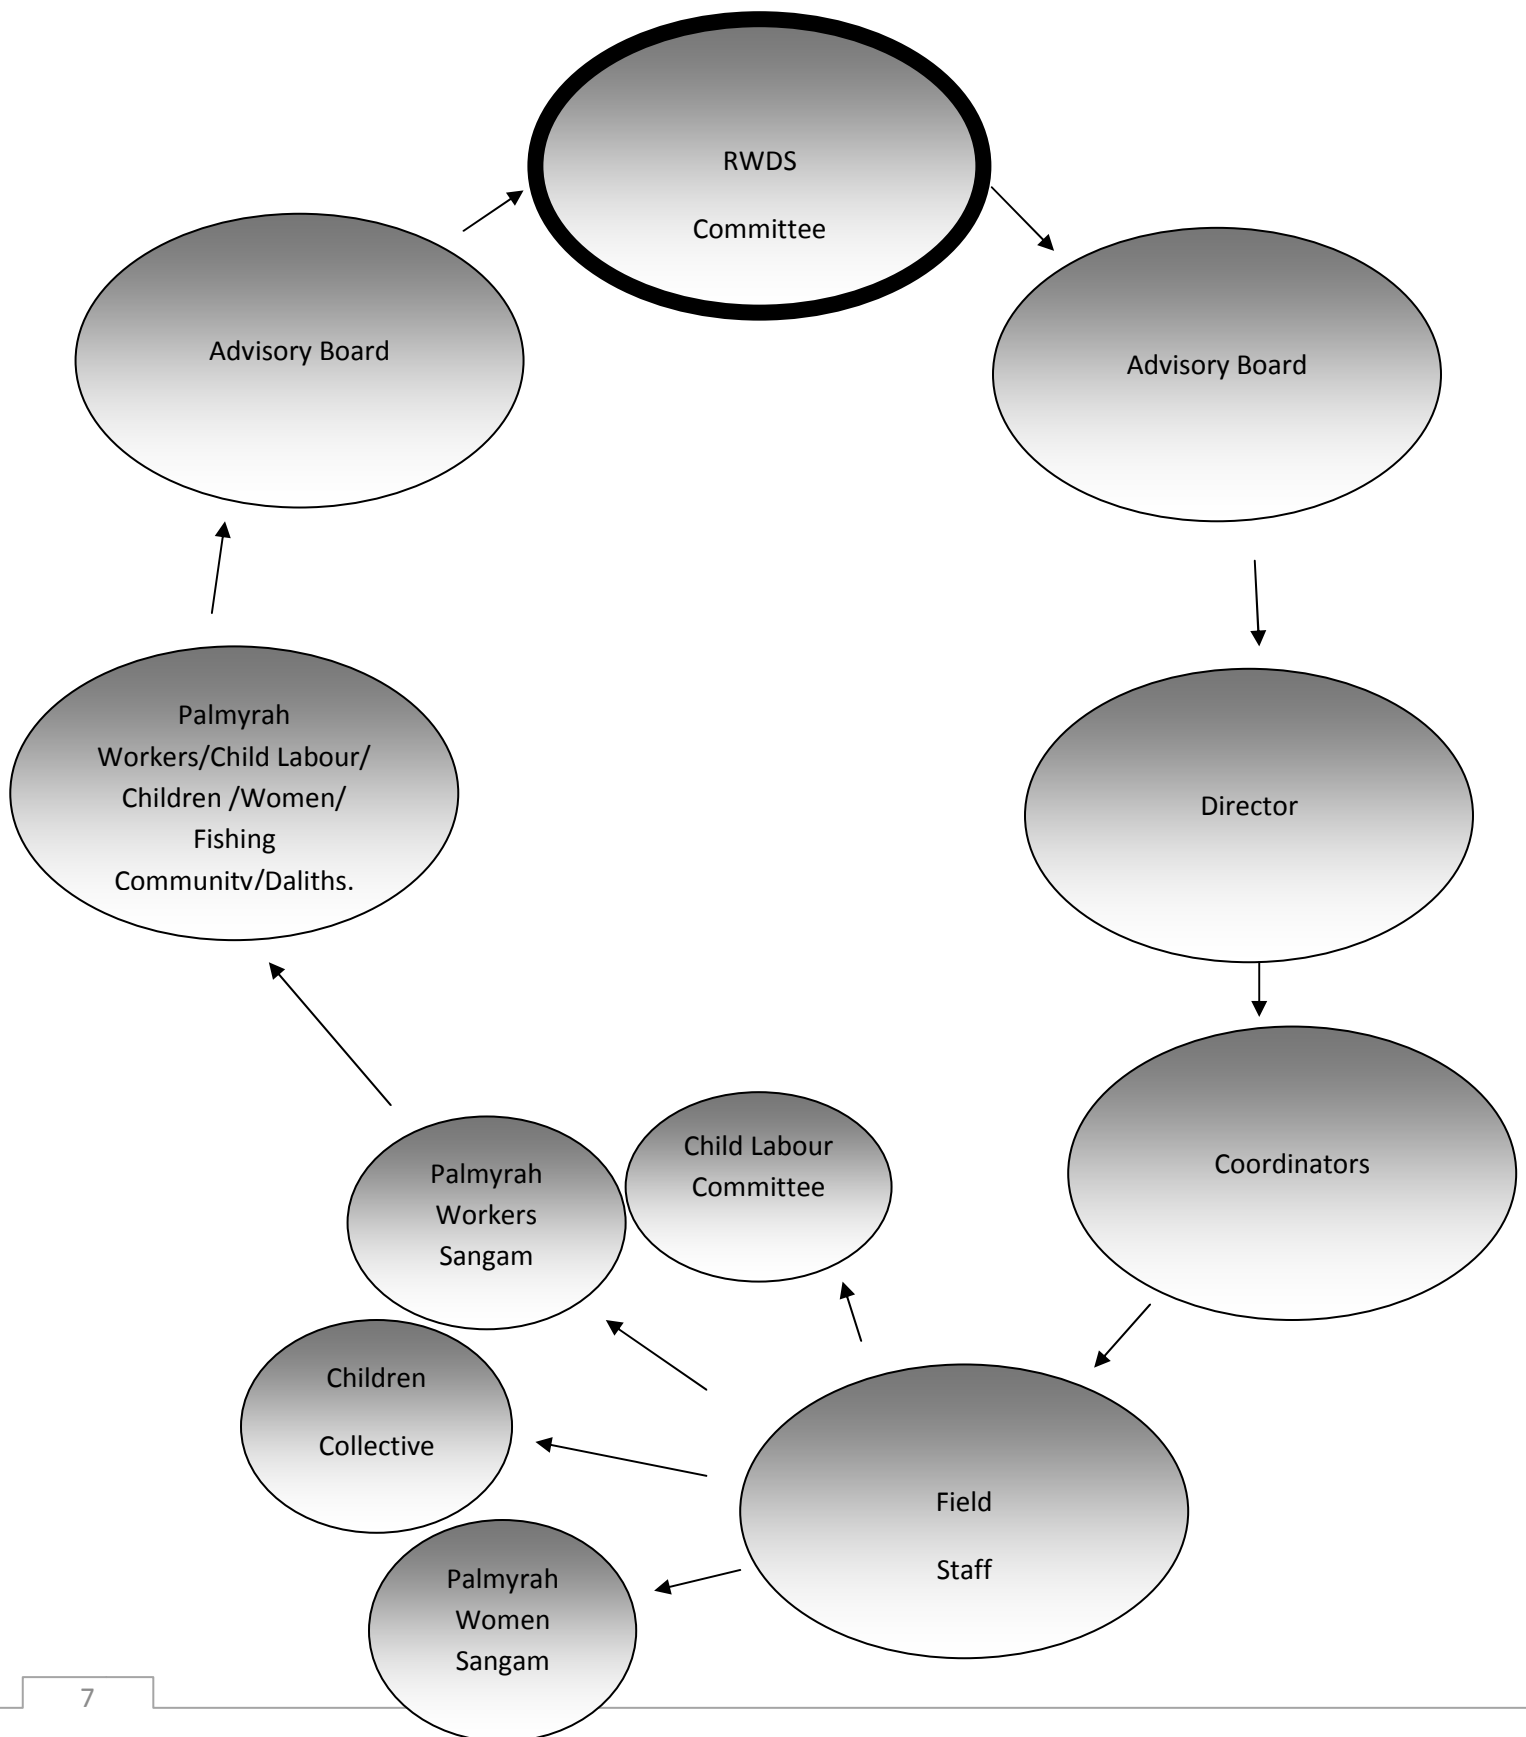 RWDS
Committee
Advisory Board
Advisory Board
Palmyrah
Workers/Child Labour/
Children /Women/
Fishing
Community/Daliths.
Director
Coordinators
Child Labour
Committee
Palmyrah
Workers
Sangam
Children
Collective
Field
Staff
Palmyrah
Women
Sangam
7